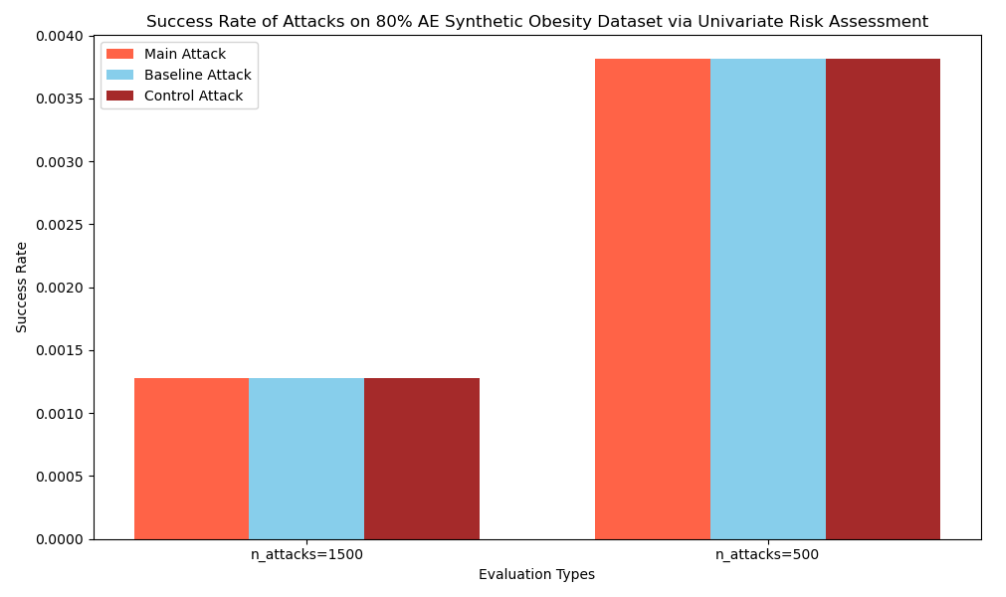 Success Rate of Attacks on 80% AE Synthetic Obesity Dataset via Univariate Risk Assessment
Main Attack
Baseline Attack
Control Attack
Success Rate
0.0040
0.0035
0.0030
0.0025
0.0020
0.0015
0.0010
0.0005
0.0000
n_attacks=1500
n_attacks=500
Evaluation Types